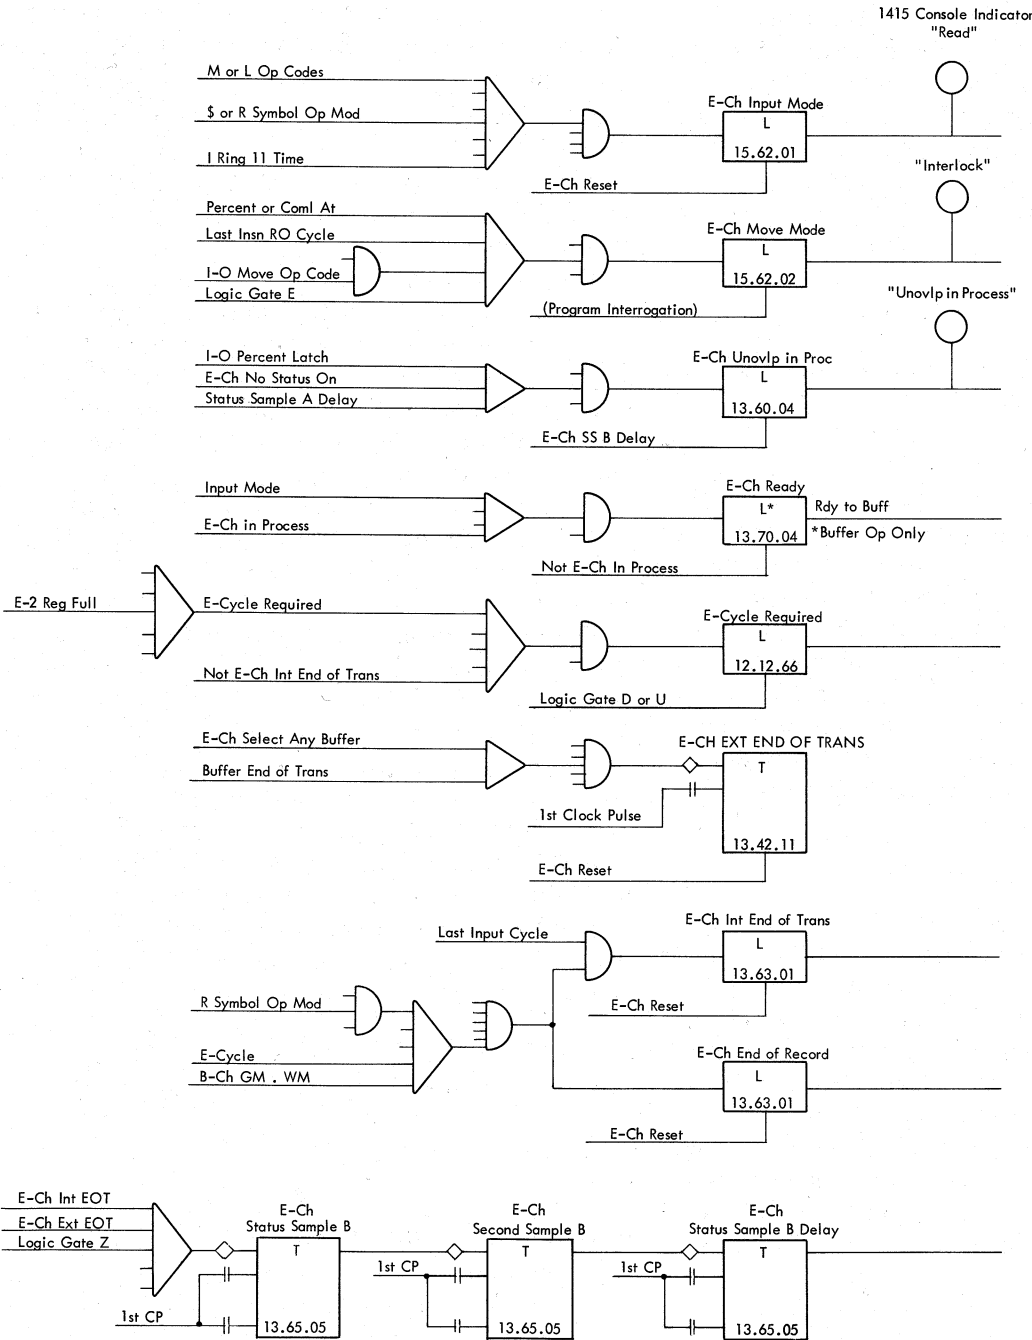 1415 Console Indicator
"Read"
M or L Op Codes
E-Ch Input Mode
$ or R Symbol Op Mod
L
15.62.01
I Ring 11 Time
"Interlock"
E-Ch Reset
Percent or Coml At
E-Ch Move Mode
Last Insn RO Cycle
L
I-O Move Op Code
15.62.02
Logic Gate E
"Unovlp in Process"
(Program Interrogation)
I-O Percent Latch
E-Ch Unovlp in Proc
E-Ch No Status On
L
Status Sample A Delay
13.60.04
E-Ch SS B Delay
Input Mode
E-Ch Ready
L*
Rdy to Buff
E-Ch in Process
13.70.04
*Buffer Op Only
Not E-Ch In Process
E-2 Reg Full
E-Cycle Required
E-Cycle Required
L
12.12.66
Not E-Ch Int End of Trans
Logic Gate D or U
E-Ch Select Any Buffer
E-CH EXT END OF TRANS
Buffer End of Trans
T
1st Clock Pulse
13.42.11
E-Ch Reset
E-Ch Int End of Trans
Last Input Cycle
L
13.63.01
R Symbol Op Mod
E-Ch Reset
E-Cycle
E-Ch End of Record
B-Ch GM . WM
L
13.63.01
E-Ch Reset
E-Ch Int EOT
E-Ch
Status Sample B
E-Ch
Second Sample B
E-Ch
Status Sample B Delay
E-Ch Ext EOT
Logic Gate Z
T
T
T
1st CP
1st CP
1st CP
13.65.05
13.65.05
13.65.05